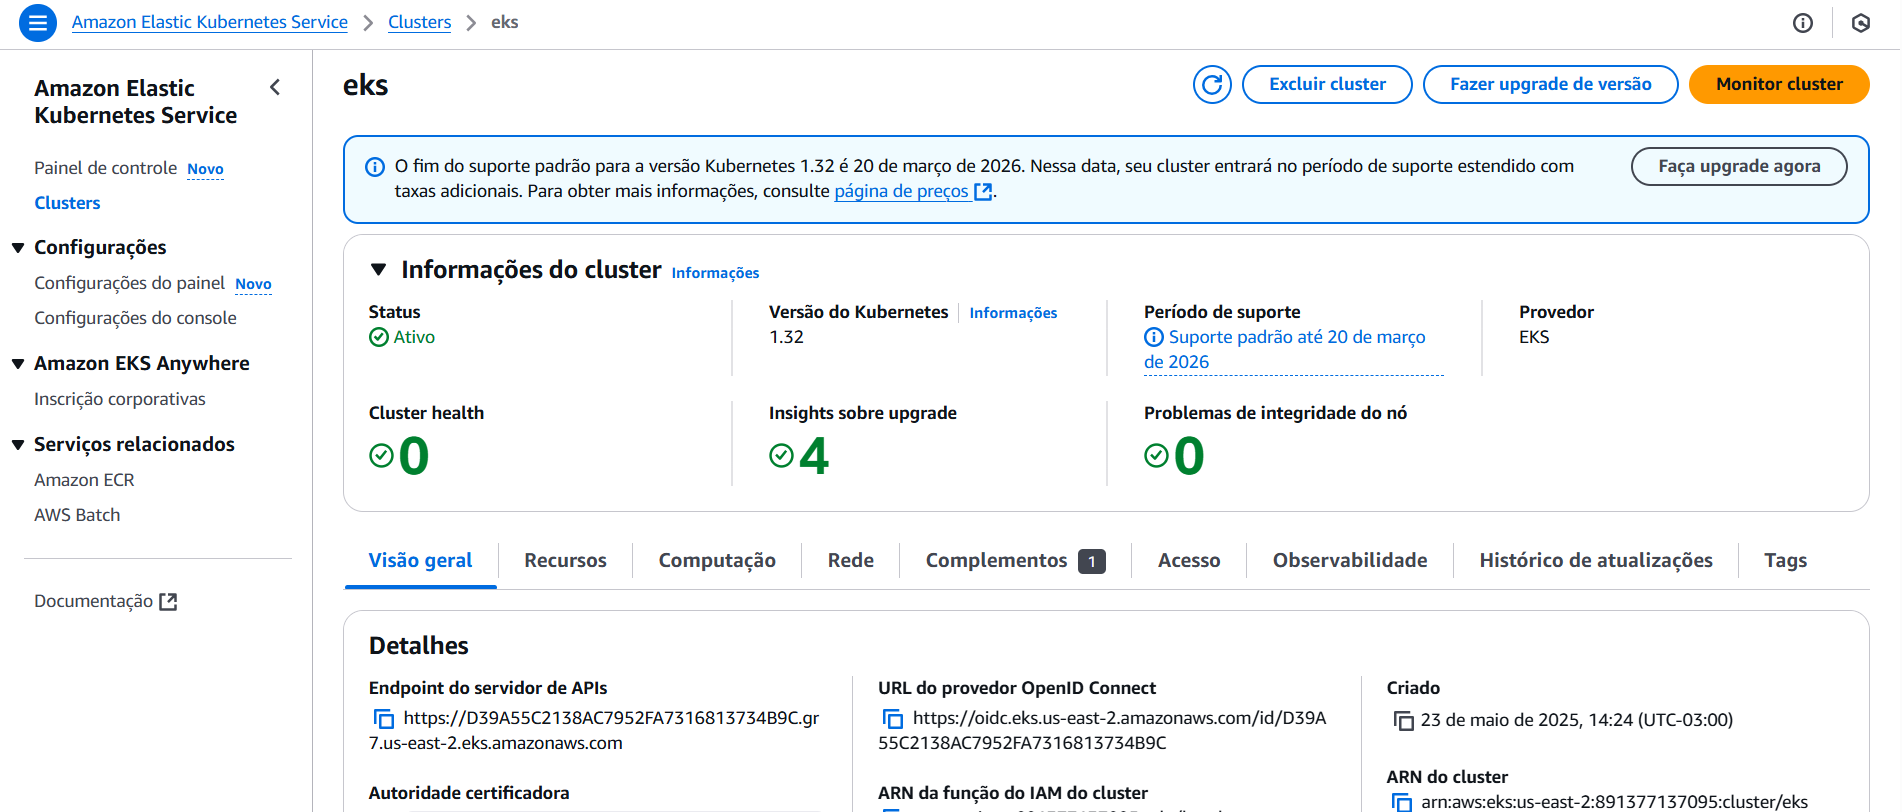 Amazon Elastic Kubernetes Service > Clusters > eks
Amazon Elastic
Kubernetes Service
Painel de controle Novo
Clusters
Configurações
Configurações do painel Novo
Configurações do console
Amazon EKS Anywhere
Inscrição corporativas
Serviços relacionados
Amazon ECR
AWS Batch
Documentação
eks
Excluir cluster
Fazer upgrade de versão
Monitor cluster
O fim do suporte padrão para a versão Kubernetes 1.32 é 20 de março de 2026. Nessa data, seu cluster entrará no período de suporte estendido com
taxas adicionais. Para obter mais informações, consulte página de preços.
Faça upgrade agora
Informações do cluster Informações
Status
Ativo
Versão do Kubernetes Informações
1.32
Período de suporte
Suporte padrão até 20 de março
de 2026
Provedor
EKS
Cluster health
0
Insights sobre upgrade
4
Problemas de integridade do nó
0
Visão geral
Recursos
Computação
Rede
Complementos 1
Acesso
Observabilidade
Histórico de atualizações
Tags
Detalhes
Endpoint do servidor de APIs
https://D39A55C2138AC7952FA7316813734B9C.gr
7.us-east-2.eks.amazonaws.com
Autoridade certificadora
URL do provedor OpenID Connect
https://oidc.eks.us-east-2.amazonaws.com/id/D39A
55C2138AC7952FA7316813734B9C
ARN da função do IAM do cluster
Criado
23 de maio de 2025, 14:24 (UTC-03:00)
ARN do cluster
arn:aws:eks:us-east-2:891377137095:cluster/eks